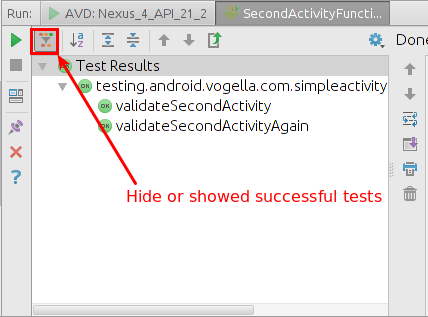 Run: AVD: Nexus_4_API_21_2 SecondActivityFuncti...
Done
Test Results
testing.android.vogella.com.simpleactivity
OK validateSecondActivity
OK validateSecondActivityAgain
Hide or showed successful tests